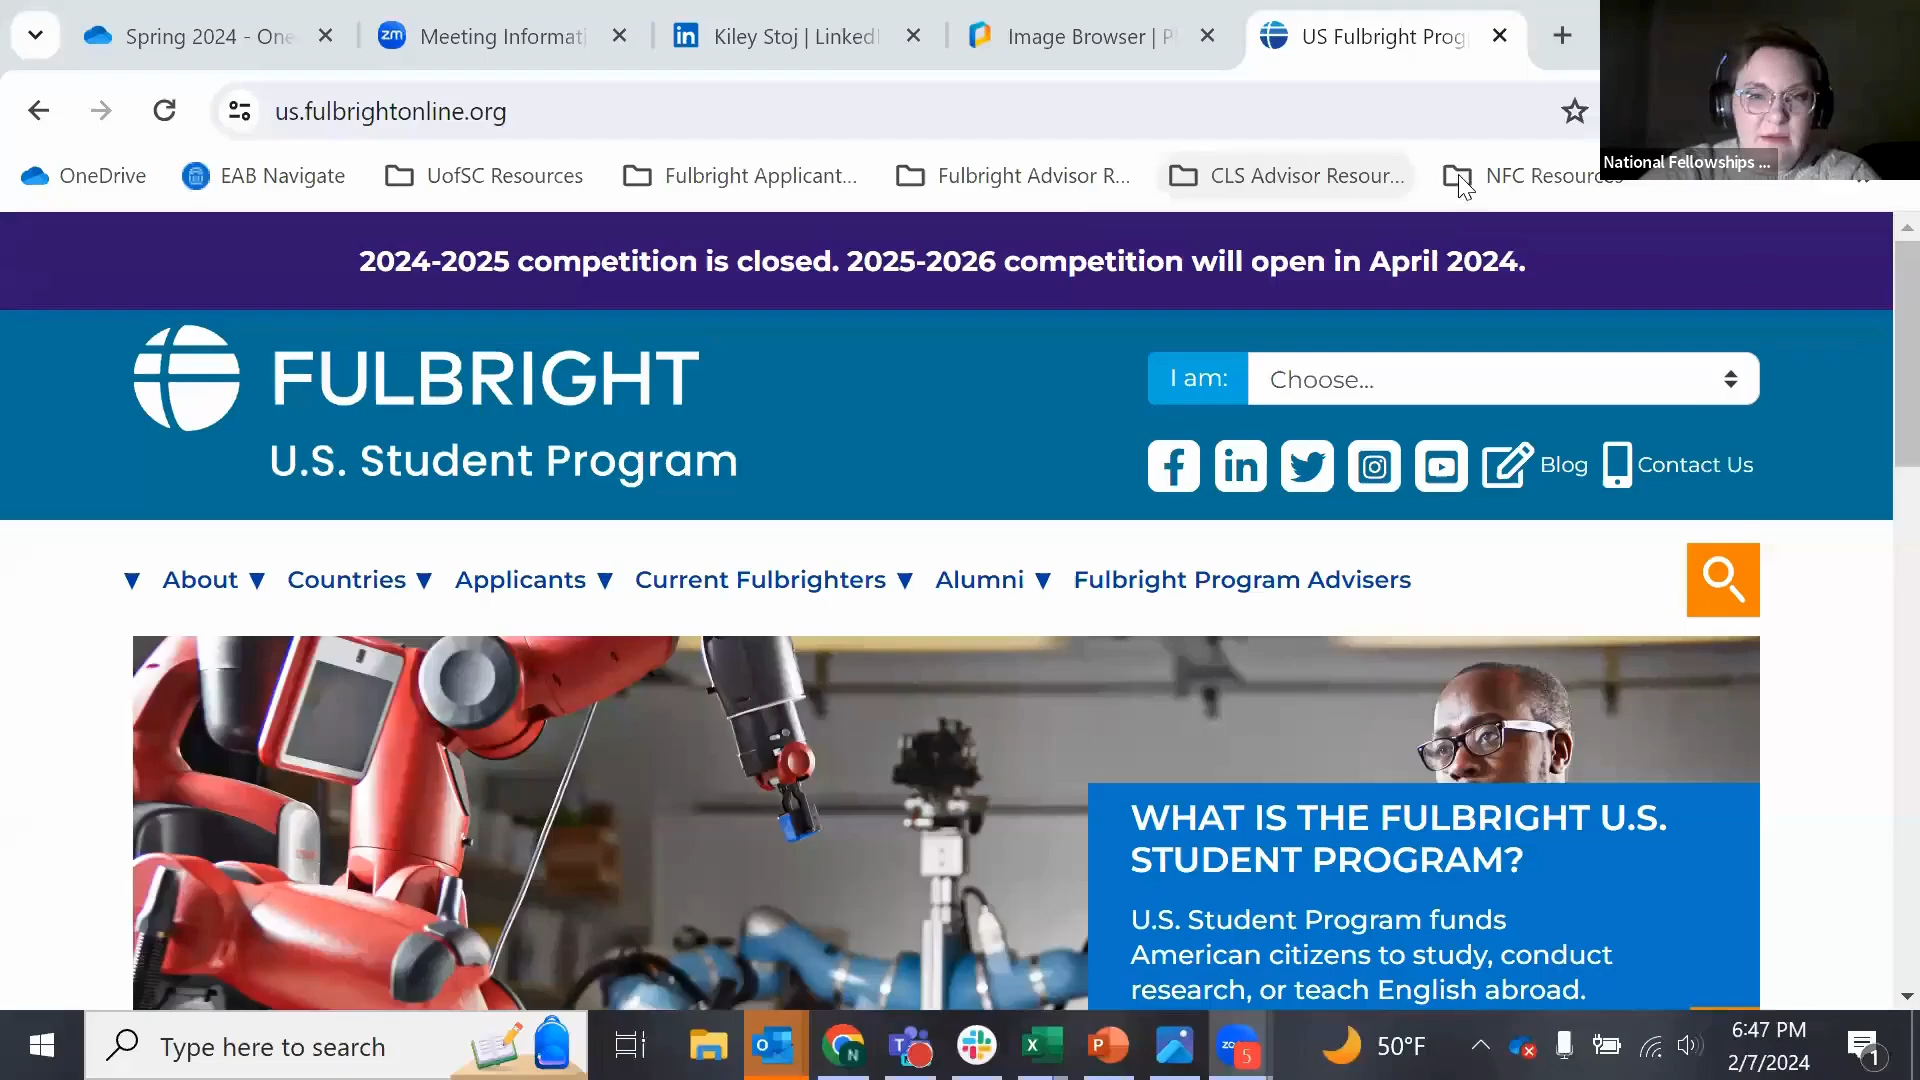 Spring 2024 - One
Meeting Informati
Kiley Stoj | LinkedI
Image Browser | P
US Fulbright Prog
us.fulbrightonline.org
OneDrive
EAB Navigate
UofSC Resources
Fulbright Applicant...
Fulbright Advisor R...
CLS Advisor Resour...
NFC Resources
National Fellowships ...
2024-2025 competition is closed. 2025-2026 competition will open in April 2024.
FULBRIGHT
U.S. Student Program
I am:
Choose...
Blog
Contact Us
About
Countries
Applicants
Current Fulbrighters
Alumni
Fulbright Program Advisers
WHAT IS THE FULBRIGHT U.S.
STUDENT PROGRAM?
U.S. Student Program funds
American citizens to study, conduct
research, or teach English abroad.
Type here to search
5
50°F
6:47 PM
2/7/2024
1